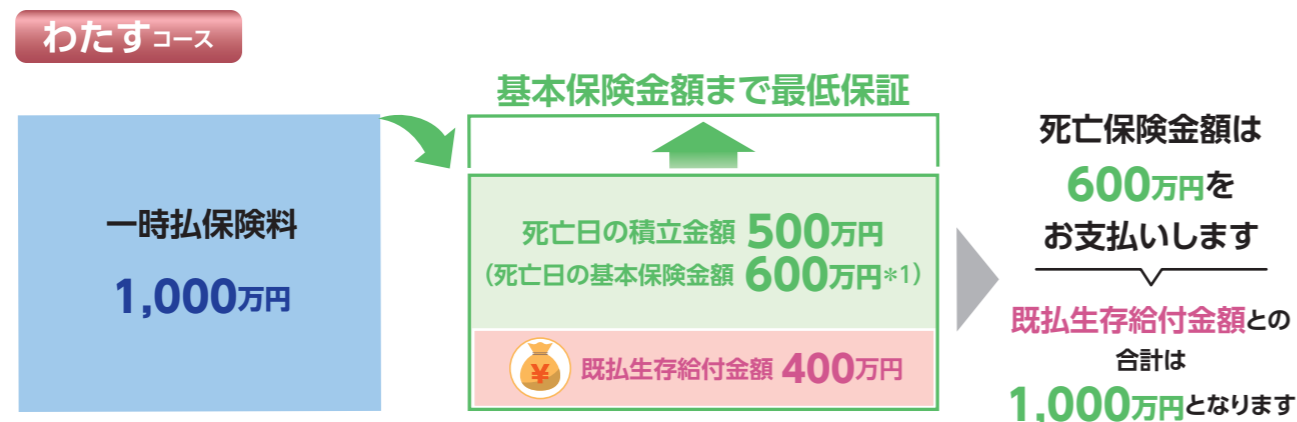 わたすコース
基本保険金額まで最低保証
一時払保険料
1,000万円
死亡日の積立金額 500万円
（死亡日の基本保険金額 600万円＊1）
¥ 既払生存給付金額 400万円
死亡保険金額は
600万円を
お支払いします
既払生存給付金額との
合計は
1,000万円となります